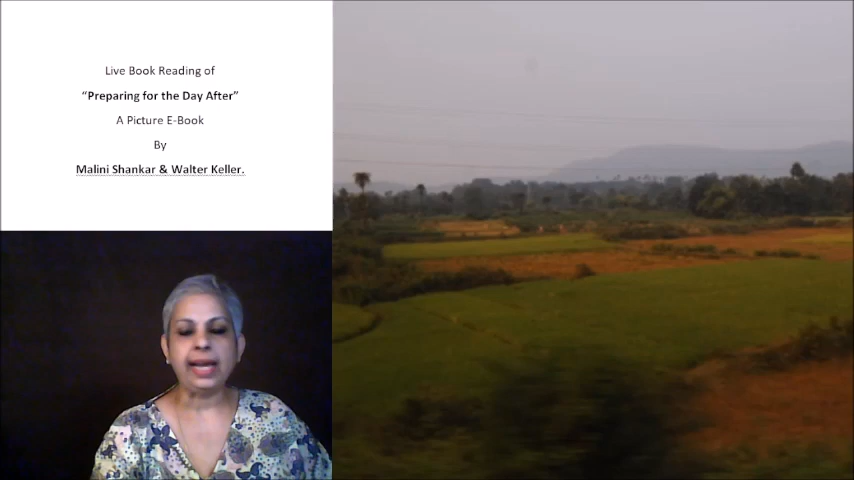 Live Book Reading of
“Preparing for the Day After”
A Picture E-Book
By
Malini Shankar & Walter Keller.